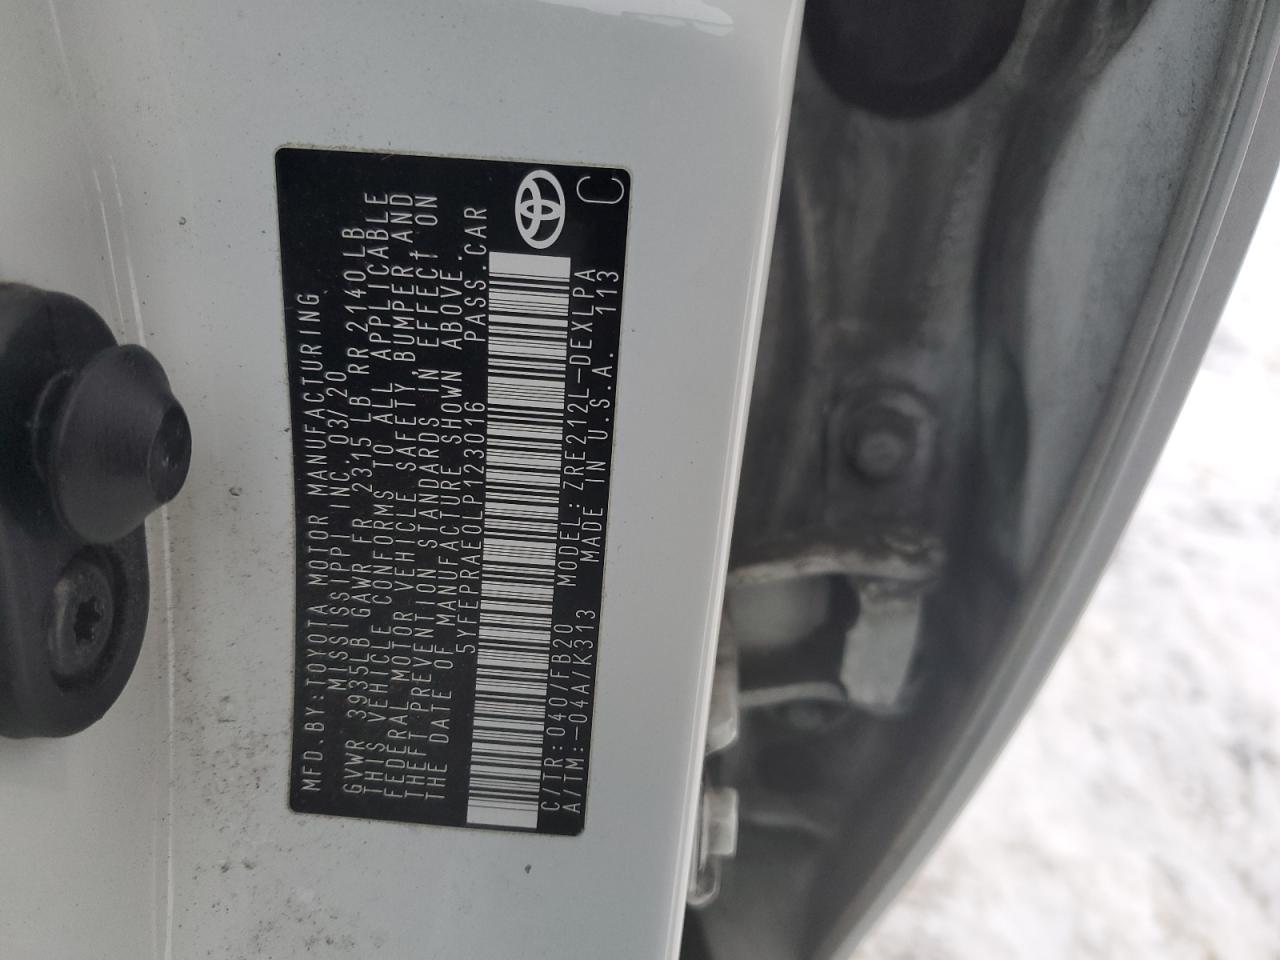 MFD.BY:TOYOTA MOTOR MANUFACTURING
MISSISSIPPI INC. 03/20
GVWR 3935LB GAWR FR 2315 LB RR 2140LB
THIS VEHICLE CONFORMS TO ALL APPLICABLE
FEDERAL MOTOR VEHICLE SAFETY,BUMPER,AND
THEFT PREVENTION STANDARDS IN EFFECT ON
THE DATE OF MANUFACTURE SHOWN ABOVE.
5YFEPRAE0LP123016 PASS.CAR
C/TR:040/FB20 MODEL:ZRE212L-DEXLPA
A/TM:-04A/K313 MADE IN U.S.A. 113
C